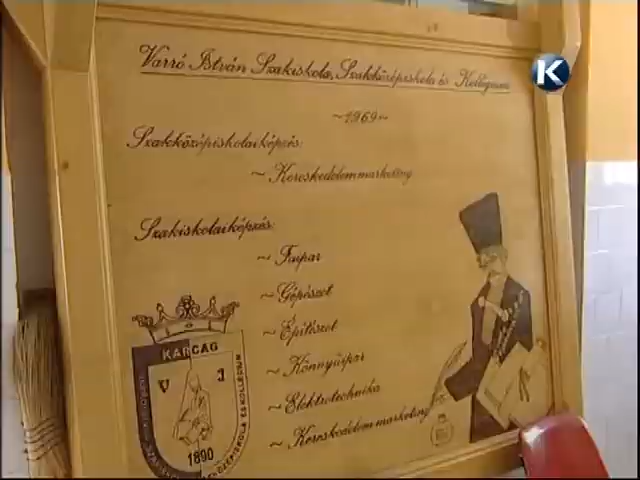 Varró István Szakiskola, Szakközépiskola és Kollégium
~1969~
Szakközépiskolai képzés:
~ Kereskedelem marketing
Szakiskolai képzés:
~ Faipar
~ Gépészet
~ Építészet
~ Könnyűipar
~ Elektrotechnika
~ Kereskedelem marketing
KARCAG
V I
1890
K